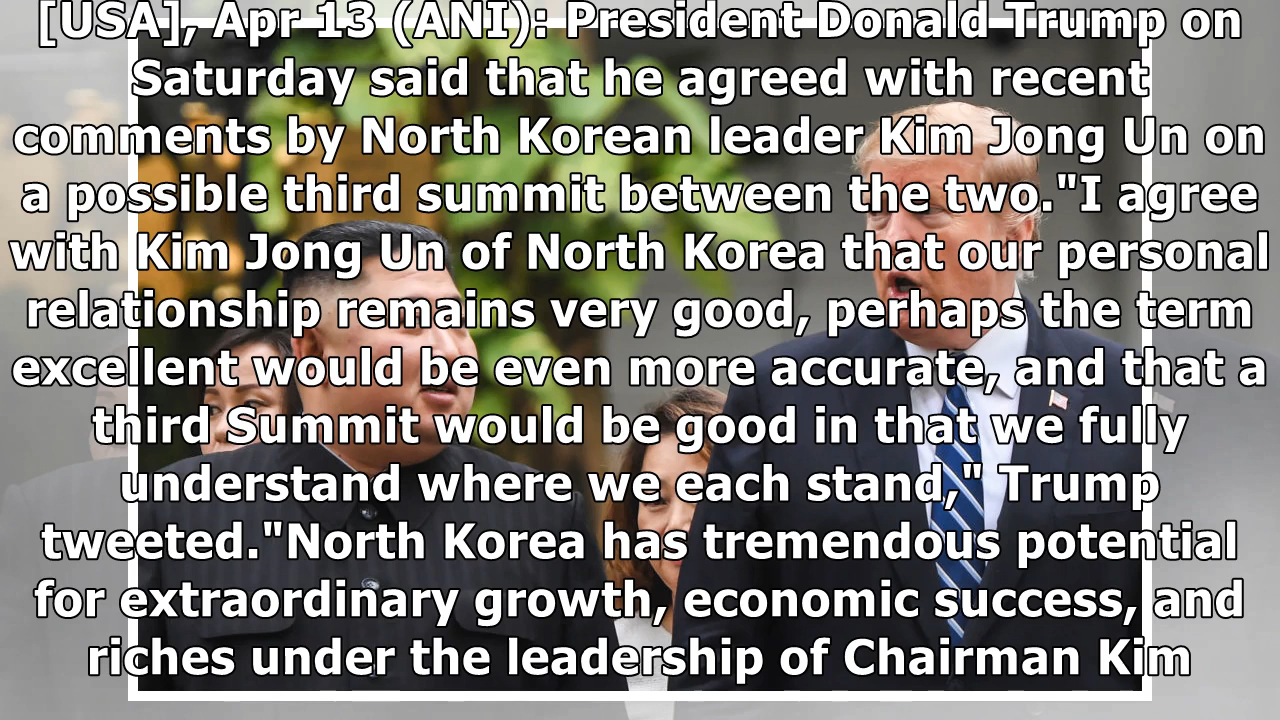 [USA], Apr 13 (ANI): President Donald Trump on
Saturday said that he agreed with recent
comments by North Korean leader Kim Jong Un on
a possible third summit between the two."I agree
with Kim Jong Un of North Korea that our personal
relationship remains very good, perhaps the term
excellent would be even more accurate, and that a
third Summit would be good in that we fully
understand where we each stand," Trump
tweeted."North Korea has tremendous potential
for extraordinary growth, economic success, and
riches under the leadership of Chairman Kim